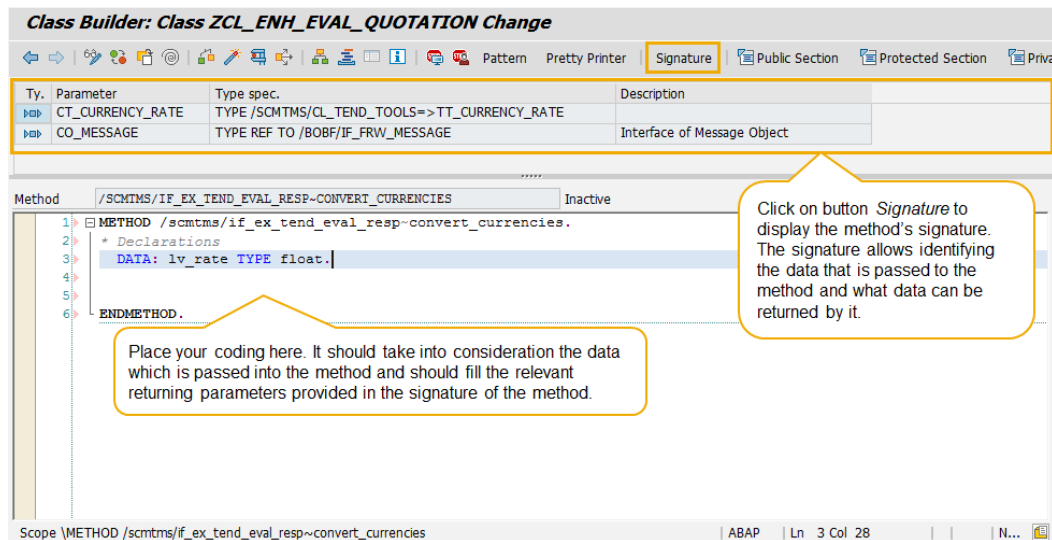 Class Builder: Class ZCL_ENH_EVAL_QUOTATION Change
Pattern Pretty Printer Signature Public Section Protected Section Priva
Ty. Parameter Type spec. Description
CT_CURRENCY_RATE TYPE /SCMTMS/CL_TEND_TOOLS=>TT_CURRENCY_RATE
CO_MESSAGE TYPE REF TO /BOBF/IF_FRW_MESSAGE Interface of Message Object
Method /SCMTMS/IF_EX_TEND_EVAL_RESP~CONVERT_CURRENCIES Inactive
1 METHOD /scmtms/if_ex_tend_eval_resp~convert_currencies.
2 * Declarations
3 DATA: lv_rate TYPE float.
4
5
6 ENDMETHOD.
Click on button Signature to
display the method's signature.
The signature allows identifying
the data that is passed to the
method and what data can be
returned by it.
Place your coding here. It should take into consideration the data
which is passed into the method and should fill the relevant
returning parameters provided in the signature of the method.
Scope \METHOD /scmtms/if_ex_tend_eval_resp~convert_currencies ABAP Ln 3 Col 28 N...